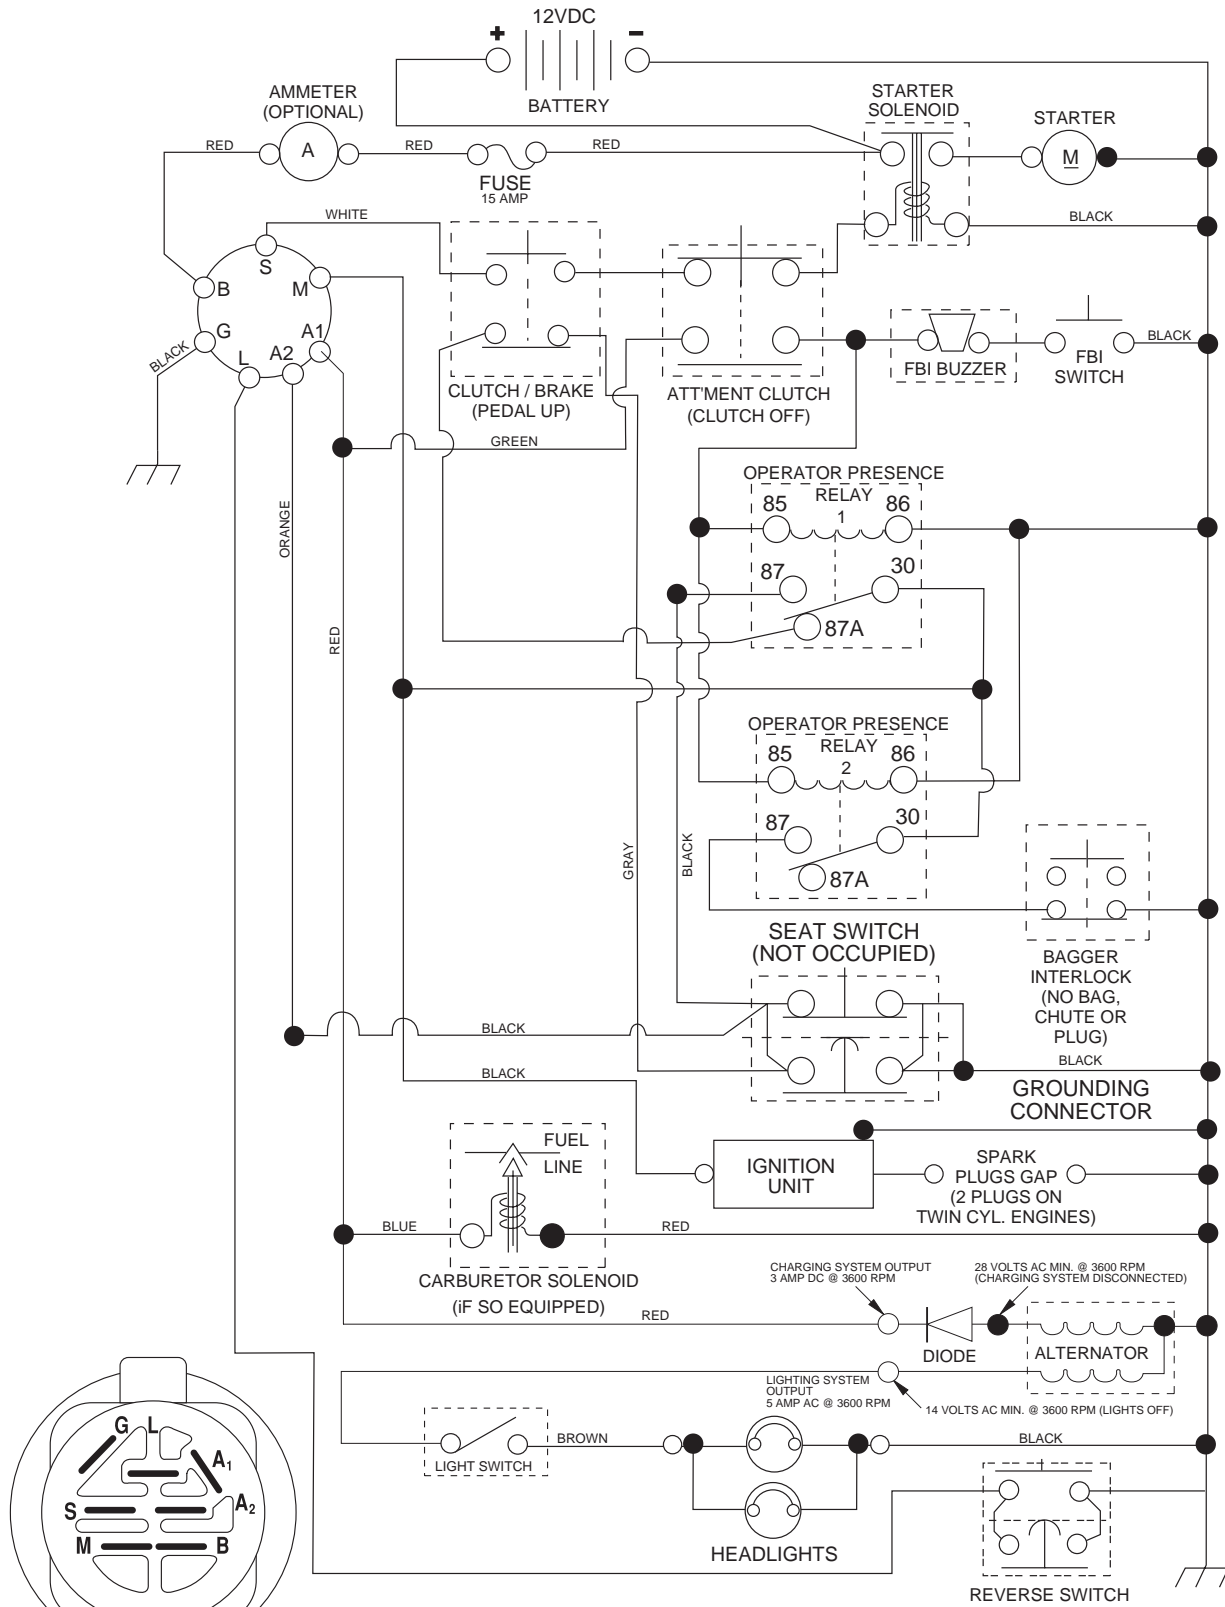 12VDC
+
–
BATTERY
AMMETER
(OPTIONAL)
A
RED
RED
RED
FUSE
15 AMP
STARTER
SOLENOID
STARTER
M
BLACK
WHITE
S
B
M
G
A1
L
A2
BLACK
CLUTCH / BRAKE
(PEDAL UP)
ATT'MENT CLUTCH
(CLUTCH OFF)
FBI BUZZER
FBI
SWITCH
BLACK
GREEN
ORANGE
RED
OPERATOR PRESENCE
RELAY
1
85
86
87
30
87A
OPERATOR PRESENCE
RELAY
2
85
86
87
30
87A
GRAY
BLACK
SEAT SWITCH
(NOT OCCUPIED)
BAGGER
INTERLOCK
(NO BAG,
CHUTE OR
PLUG)
BLACK
BLACK
BLACK
GROUNDING
CONNECTOR
FUEL
LINE
IGNITION
UNIT
SPARK
PLUGS GAP
(2 PLUGS ON
TWIN CYL. ENGINES)
BLUE
RED
CARBURETOR SOLENOID
(iF SO EQUIPPED)
CHARGING SYSTEM OUTPUT
3 AMP DC @ 3600 RPM
28 VOLTS AC MIN. @ 3600 RPM
(CHARGING SYSTEM DISCONNECTED)
RED
DIODE
ALTERNATOR
LIGHTING SYSTEM
OUTPUT
5 AMP AC @ 3600 RPM
14 VOLTS AC MIN. @ 3600 RPM (LIGHTS OFF)
BROWN
LIGHT SWITCH
BLACK
HEADLIGHTS
REVERSE SWITCH
G
L
A1
S
A2
M
B